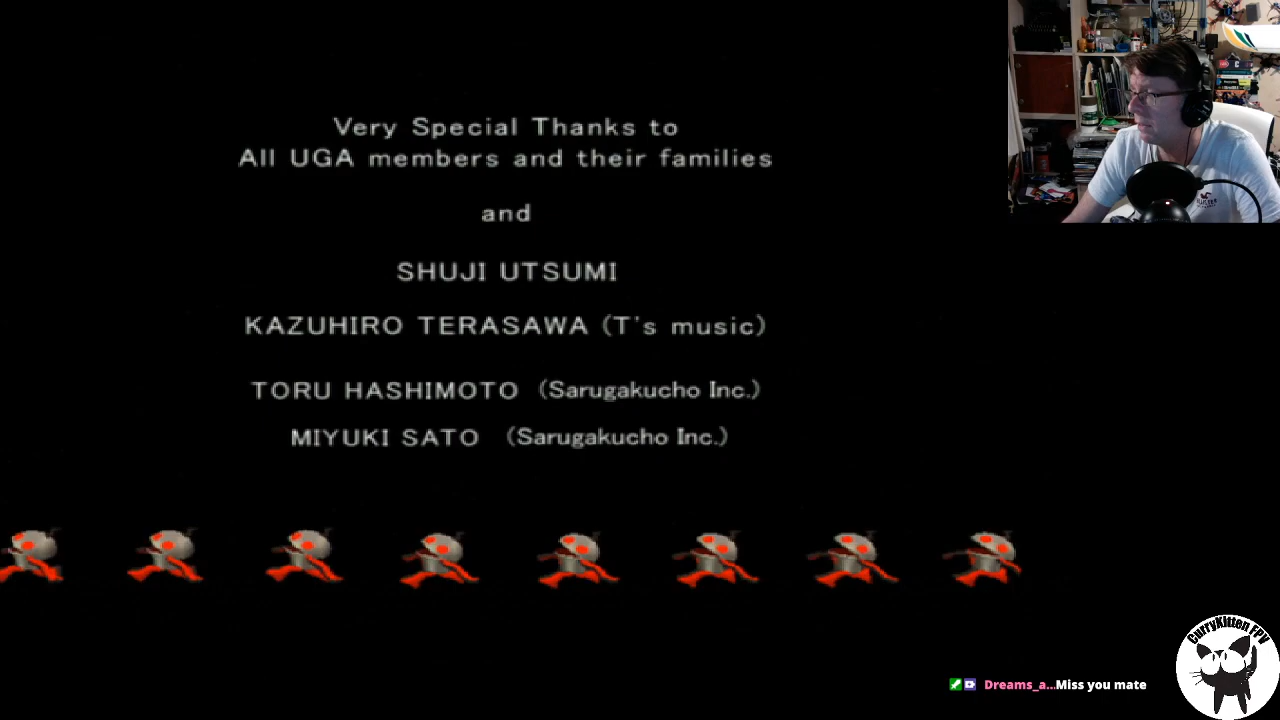 Very Special Thanks to
All UGA members and their families
and
SHUJI UTSUMI
KAZUHIRO TERASAWA (T's music)
TORU HASHIMOTO (Sarugakucho Inc.)
MIYUKI SATO (Sarugakucho Inc.)
Dreams_a... Miss you mate
CurryKitten FPV